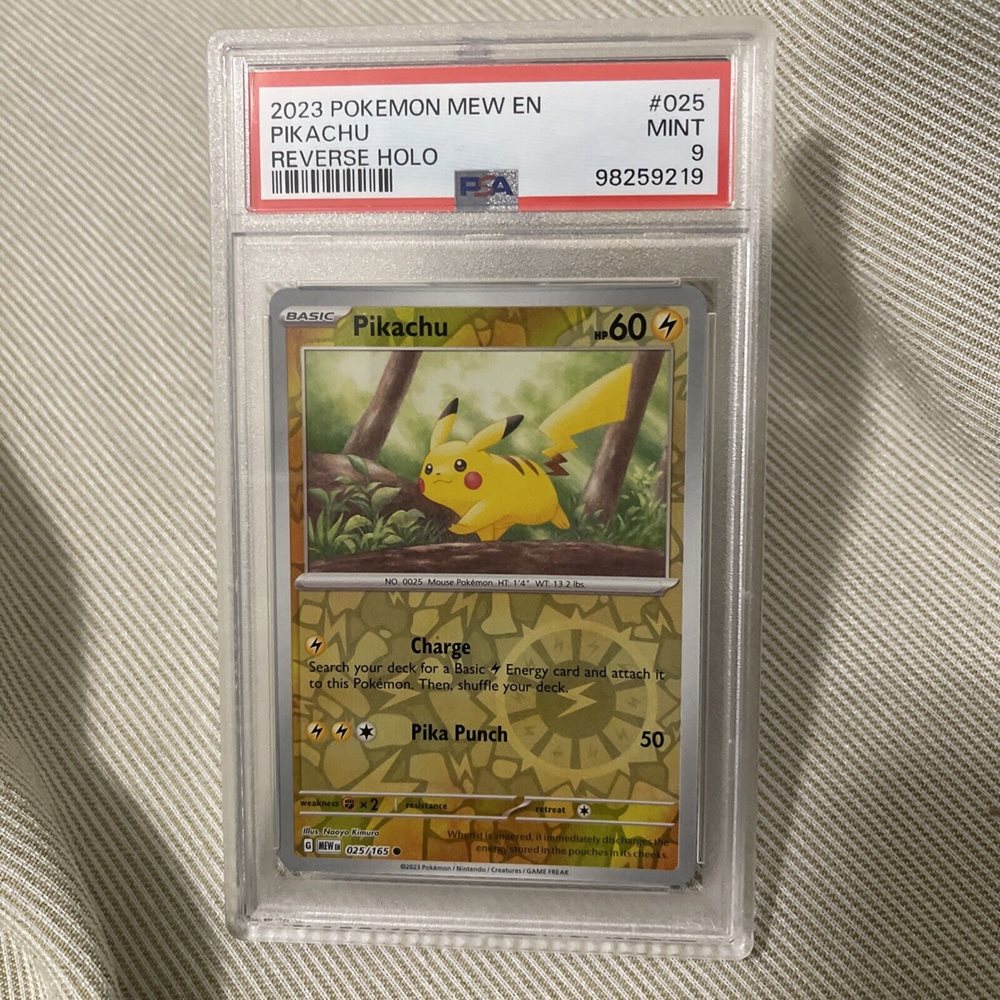 2023 POKEMON MEW EN #025
PIKACHU MINT
REVERSE HOLO 9
PSA 98259219
BASIC Pikachu HP60
NO. 0025 Mouse Pokémon HT: 1'4" WT: 13.2 lbs.
Charge
Search your deck for a Basic Energy card and attach it
to this Pokémon. Then, shuffle your deck.
Pika Punch 50
weakness ×2 resistance retreat
Illus. Naoyo Kimura
When it is angered, it immediately discharges the
G MEW EN 025/165
energy stored in the pouches in its cheeks.
©2023 Pokémon / Nintendo / Creatures / GAME FREAK